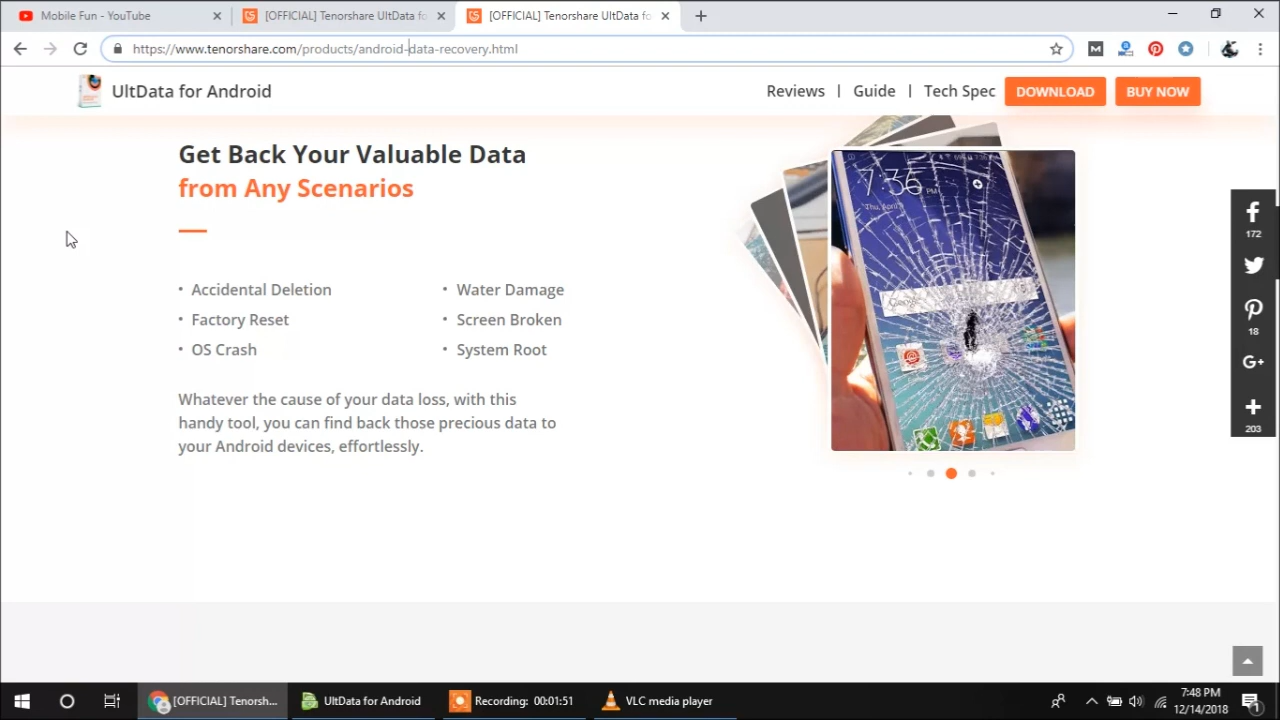 Mobile Fun - YouTube
[OFFICIAL] Tenorshare UltData fo
[OFFICIAL] Tenorshare UltData fo
https://www.tenorshare.com/products/android-data-recovery.html
UltData for Android
Reviews | Guide | Tech Spec
DOWNLOAD
BUY NOW
Get Back Your Valuable Data
from Any Scenarios
• Accidental Deletion
• Water Damage
• Factory Reset
• Screen Broken
• OS Crash
• System Root
Whatever the cause of your data loss, with this
handy tool, you can find back those precious data to
your Android devices, effortlessly.
7:36 PM
172
18
G+
203
[OFFICIAL] Tenorsh...
UltData for Android
Recording: 00:01:51
VLC media player
7:48 PM
12/14/2018
1